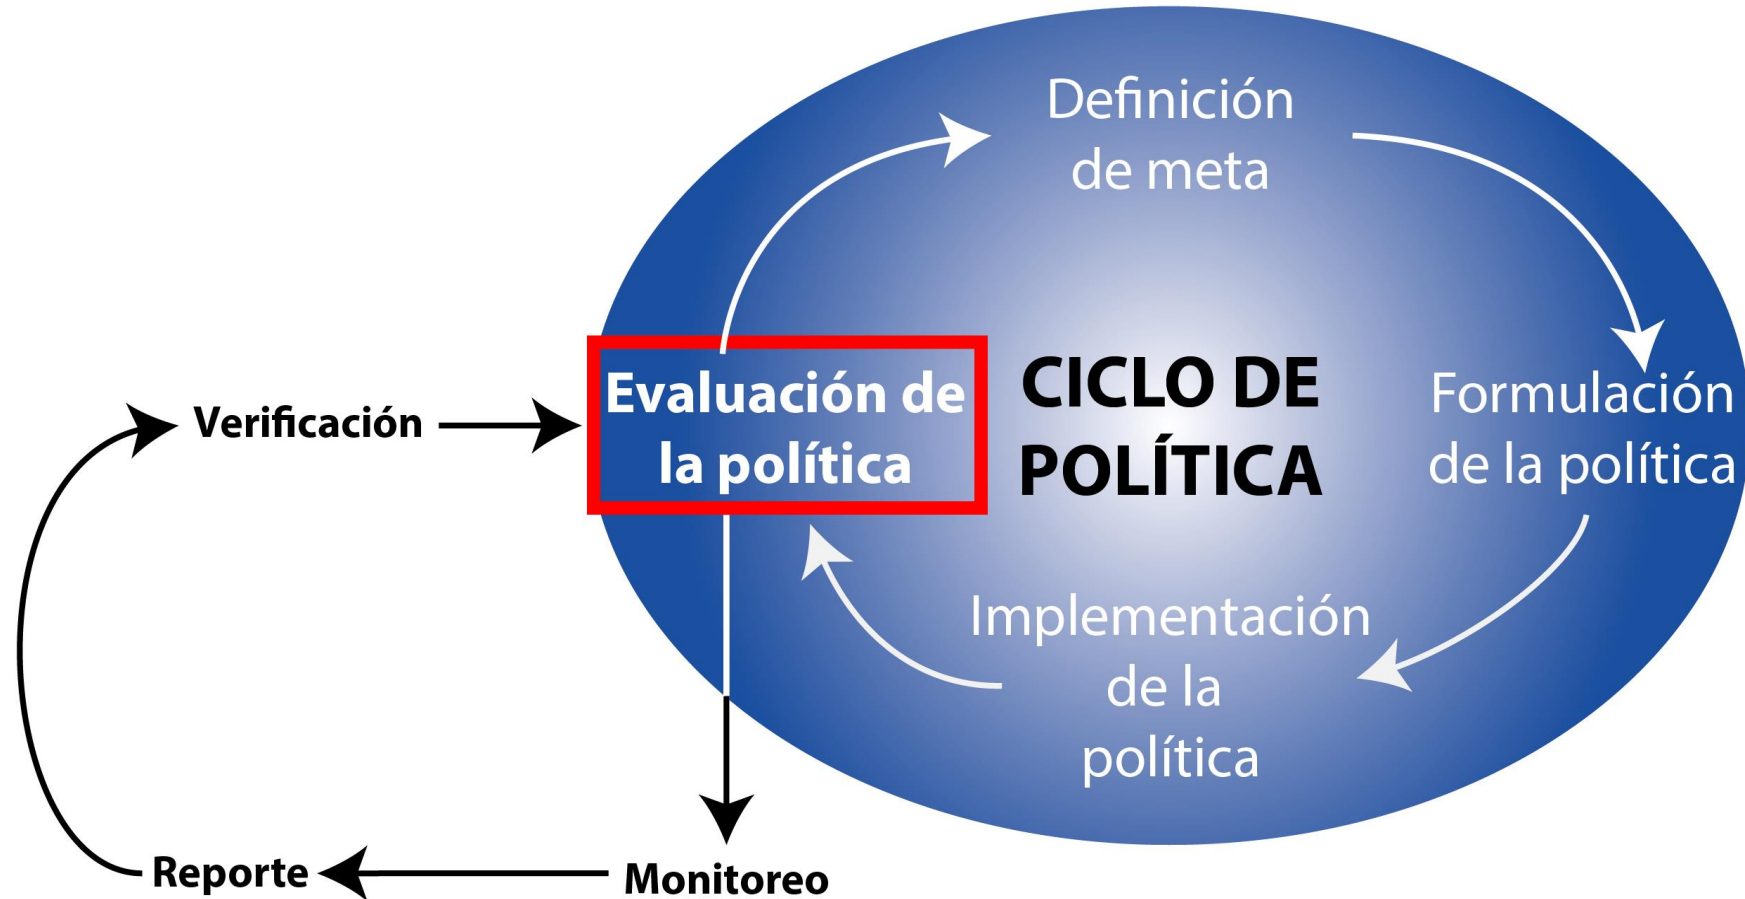 Definición
de meta
Evaluación de
la política
CICLO DE
POLÍTICA
Formulación
de la política
Verificación
Implementación
de la
política
Reporte
Monitoreo